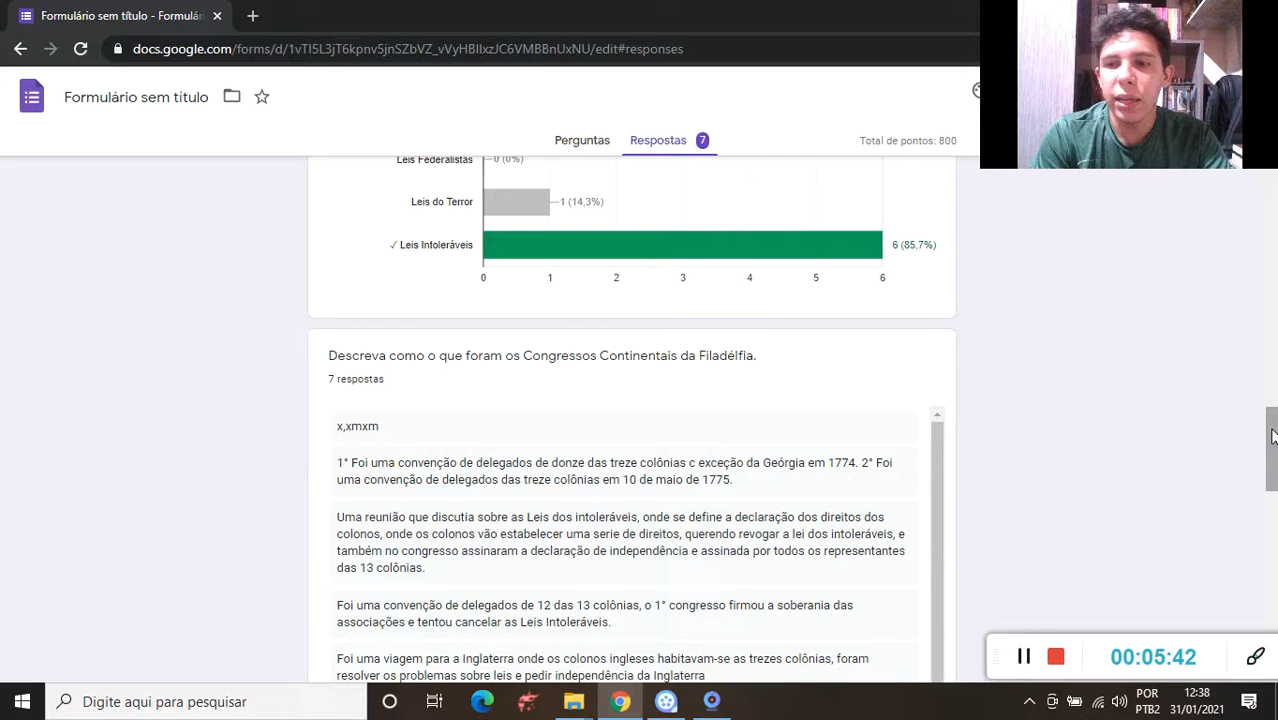 Formulário sem título - Formulár
docs.google.com/forms/d/1vTI5L3jT6kpnv5jnSZbVZ_vVyHBIlxzJC6VMBBnUxNU/edit#responses
Formulário sem título
Perguntas
Respostas
7
Total de pontos: 800
Leis Federalistas
0 (0%)
Leis do Terror
1 (14,3%)
✓ Leis Intoleráveis
6 (85,7%)
0 1 2 3 4 5 6
Descreva como o que foram os Congressos Continentais da Filadélfia.
7 respostas
x,xmxm
1° Foi uma convenção de delegados de donze das treze colônias c exceção da Geórgia em 1774. 2° Foi
uma convenção de delegados das treze colônias em 10 de maio de 1775.
Uma reunião que discutia sobre as Leis dos intoleráveis, onde se define a declaração dos direitos dos
colonos, onde os colonos vão estabelecer uma serie de direitos, querendo revogar a lei dos intoleráveis, e
também no congresso assinaram a declaração de independência e assinada por todos os representantes
das 13 colônias.
Foi uma convenção de delegados de 12 das 13 colônias, o 1° congresso firmou a soberania das
associações e tentou cancelar as Leis Intoleráveis.
Foi uma viagem para a Inglaterra onde os colonos ingleses habitavam-se as trezes colônias, foram
resolver os problemas sobre leis e pedir independência da Inglaterra
00:05:42
Digite aqui para pesquisar
POR
PTB2
12:38
31/01/2021